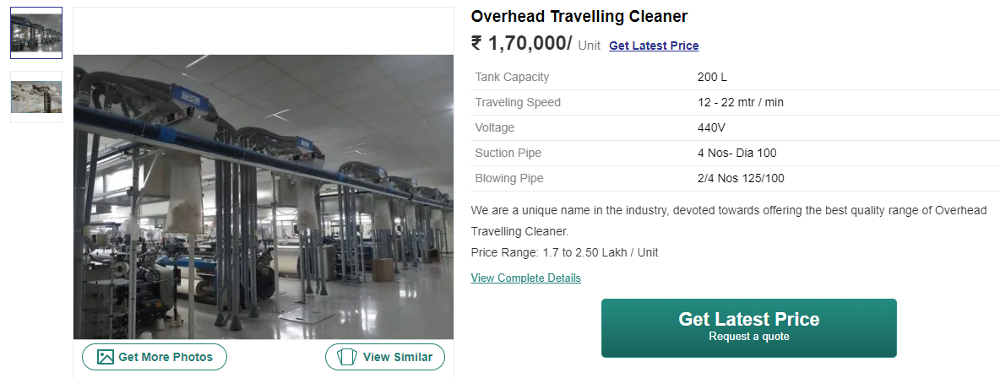 Overhead Travelling Cleaner
₹ 1,70,000/ Unit Get Latest Price
Tank Capacity 200 L
Traveling Speed 12 - 22 mtr / min
Voltage 440V
Suction Pipe 4 Nos- Dia 100
Blowing Pipe 2/4 Nos 125/100
We are a unique name in the industry, devoted towards offering the best quality range of Overhead
Travelling Cleaner.
Price Range: 1.7 to 2.50 Lakh / Unit
View Complete Details
Get Latest Price
Request a quote
Get More Photos
View Similar